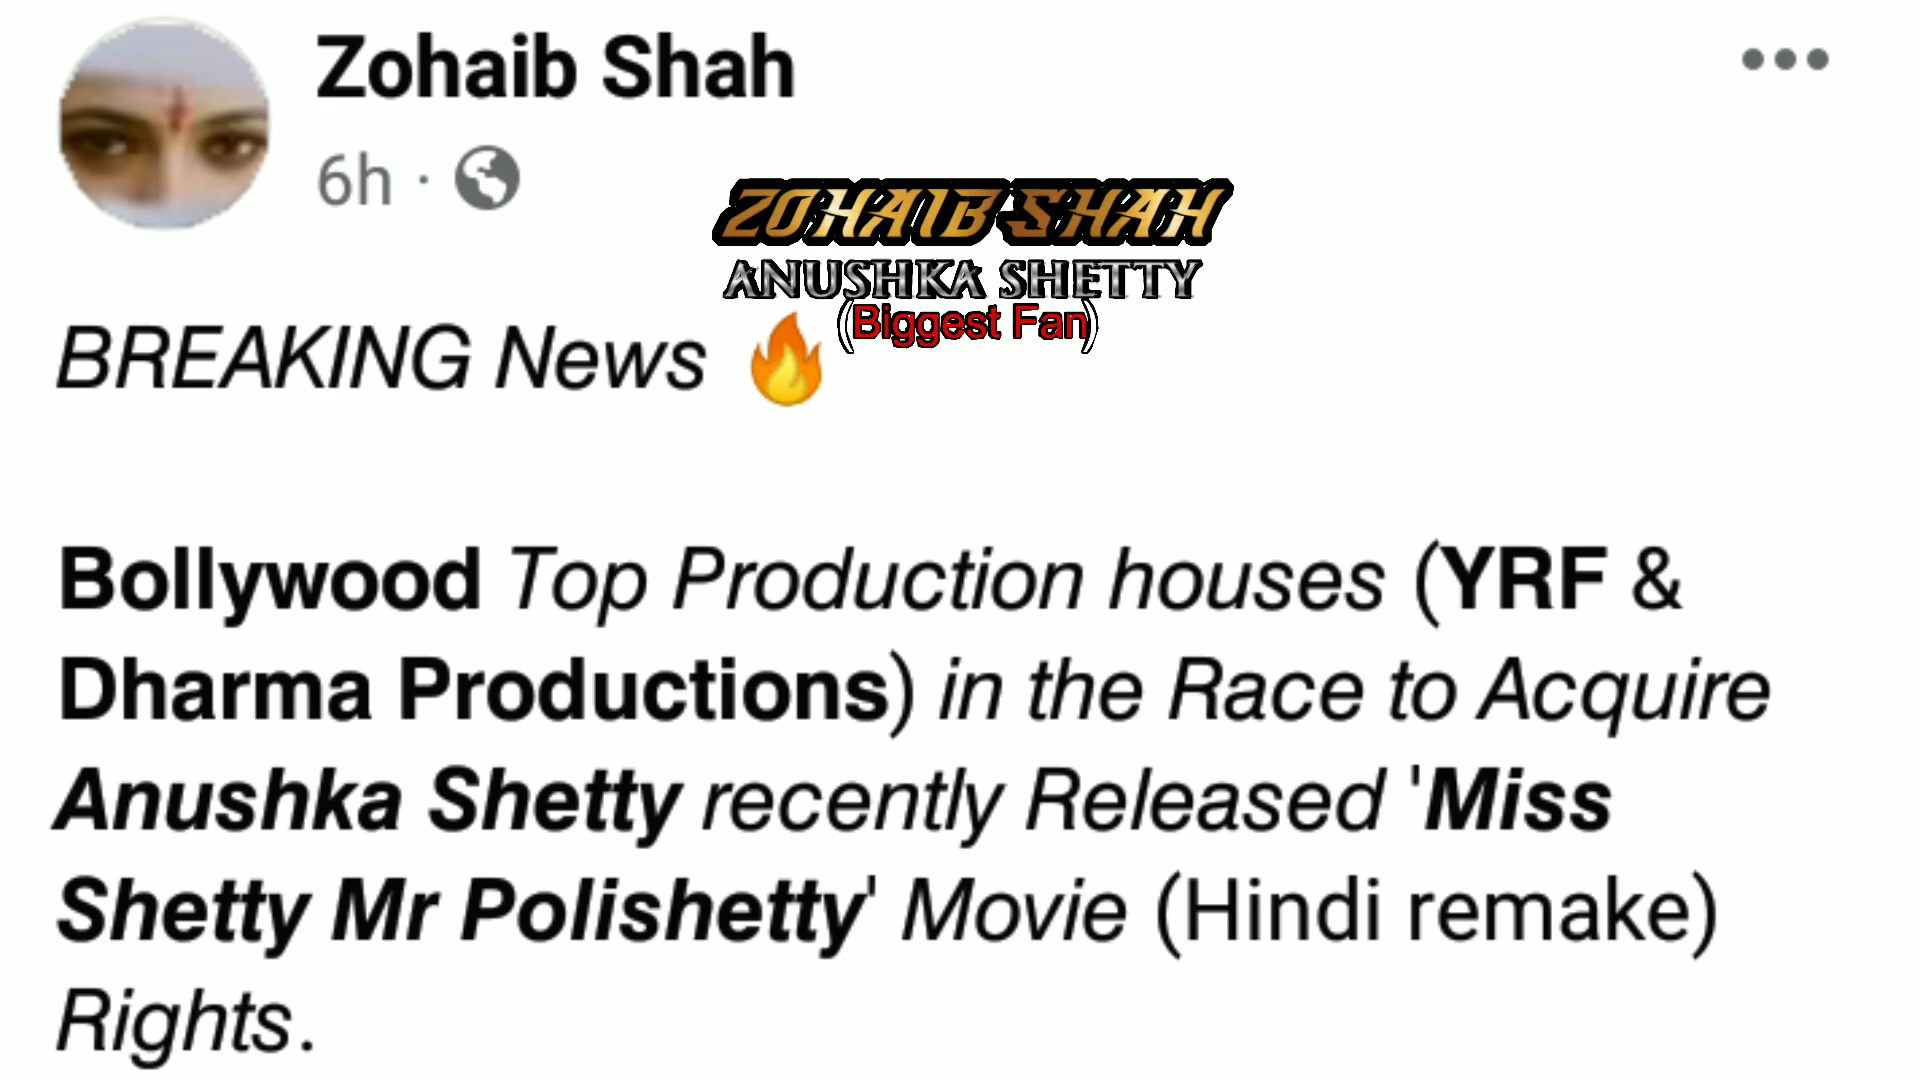 Zohaib Shah
6h ·
ZOHAIB SHAH
ANUSHKA SHETTY
(Biggest Fan)
BREAKING News 🔥
Bollywood Top Production houses (YRF &
Dharma Productions) in the Race to Acquire
Anushka Shetty recently Released 'Miss
Shetty Mr Polishetty' Movie (Hindi remake)
Rights.